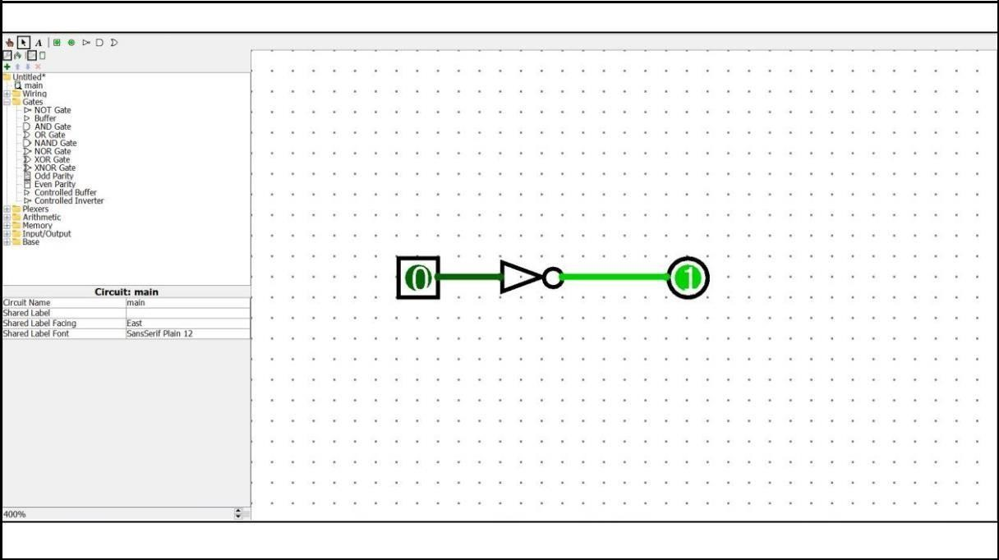 A
Untitled*
main
Wiring
Gates
NOT Gate
Buffer
AND Gate
OR Gate
NAND Gate
NOR Gate
XOR Gate
XNOR Gate
Odd Parity
Even Parity
Controlled Buffer
Controlled Inverter
Plexers
Arithmetic
Memory
Input/Output
Base
Circuit: main
Circuit Name main
Shared Label
Shared Label Facing East
Shared Label Font SansSerif Plain 12
400%
0 1